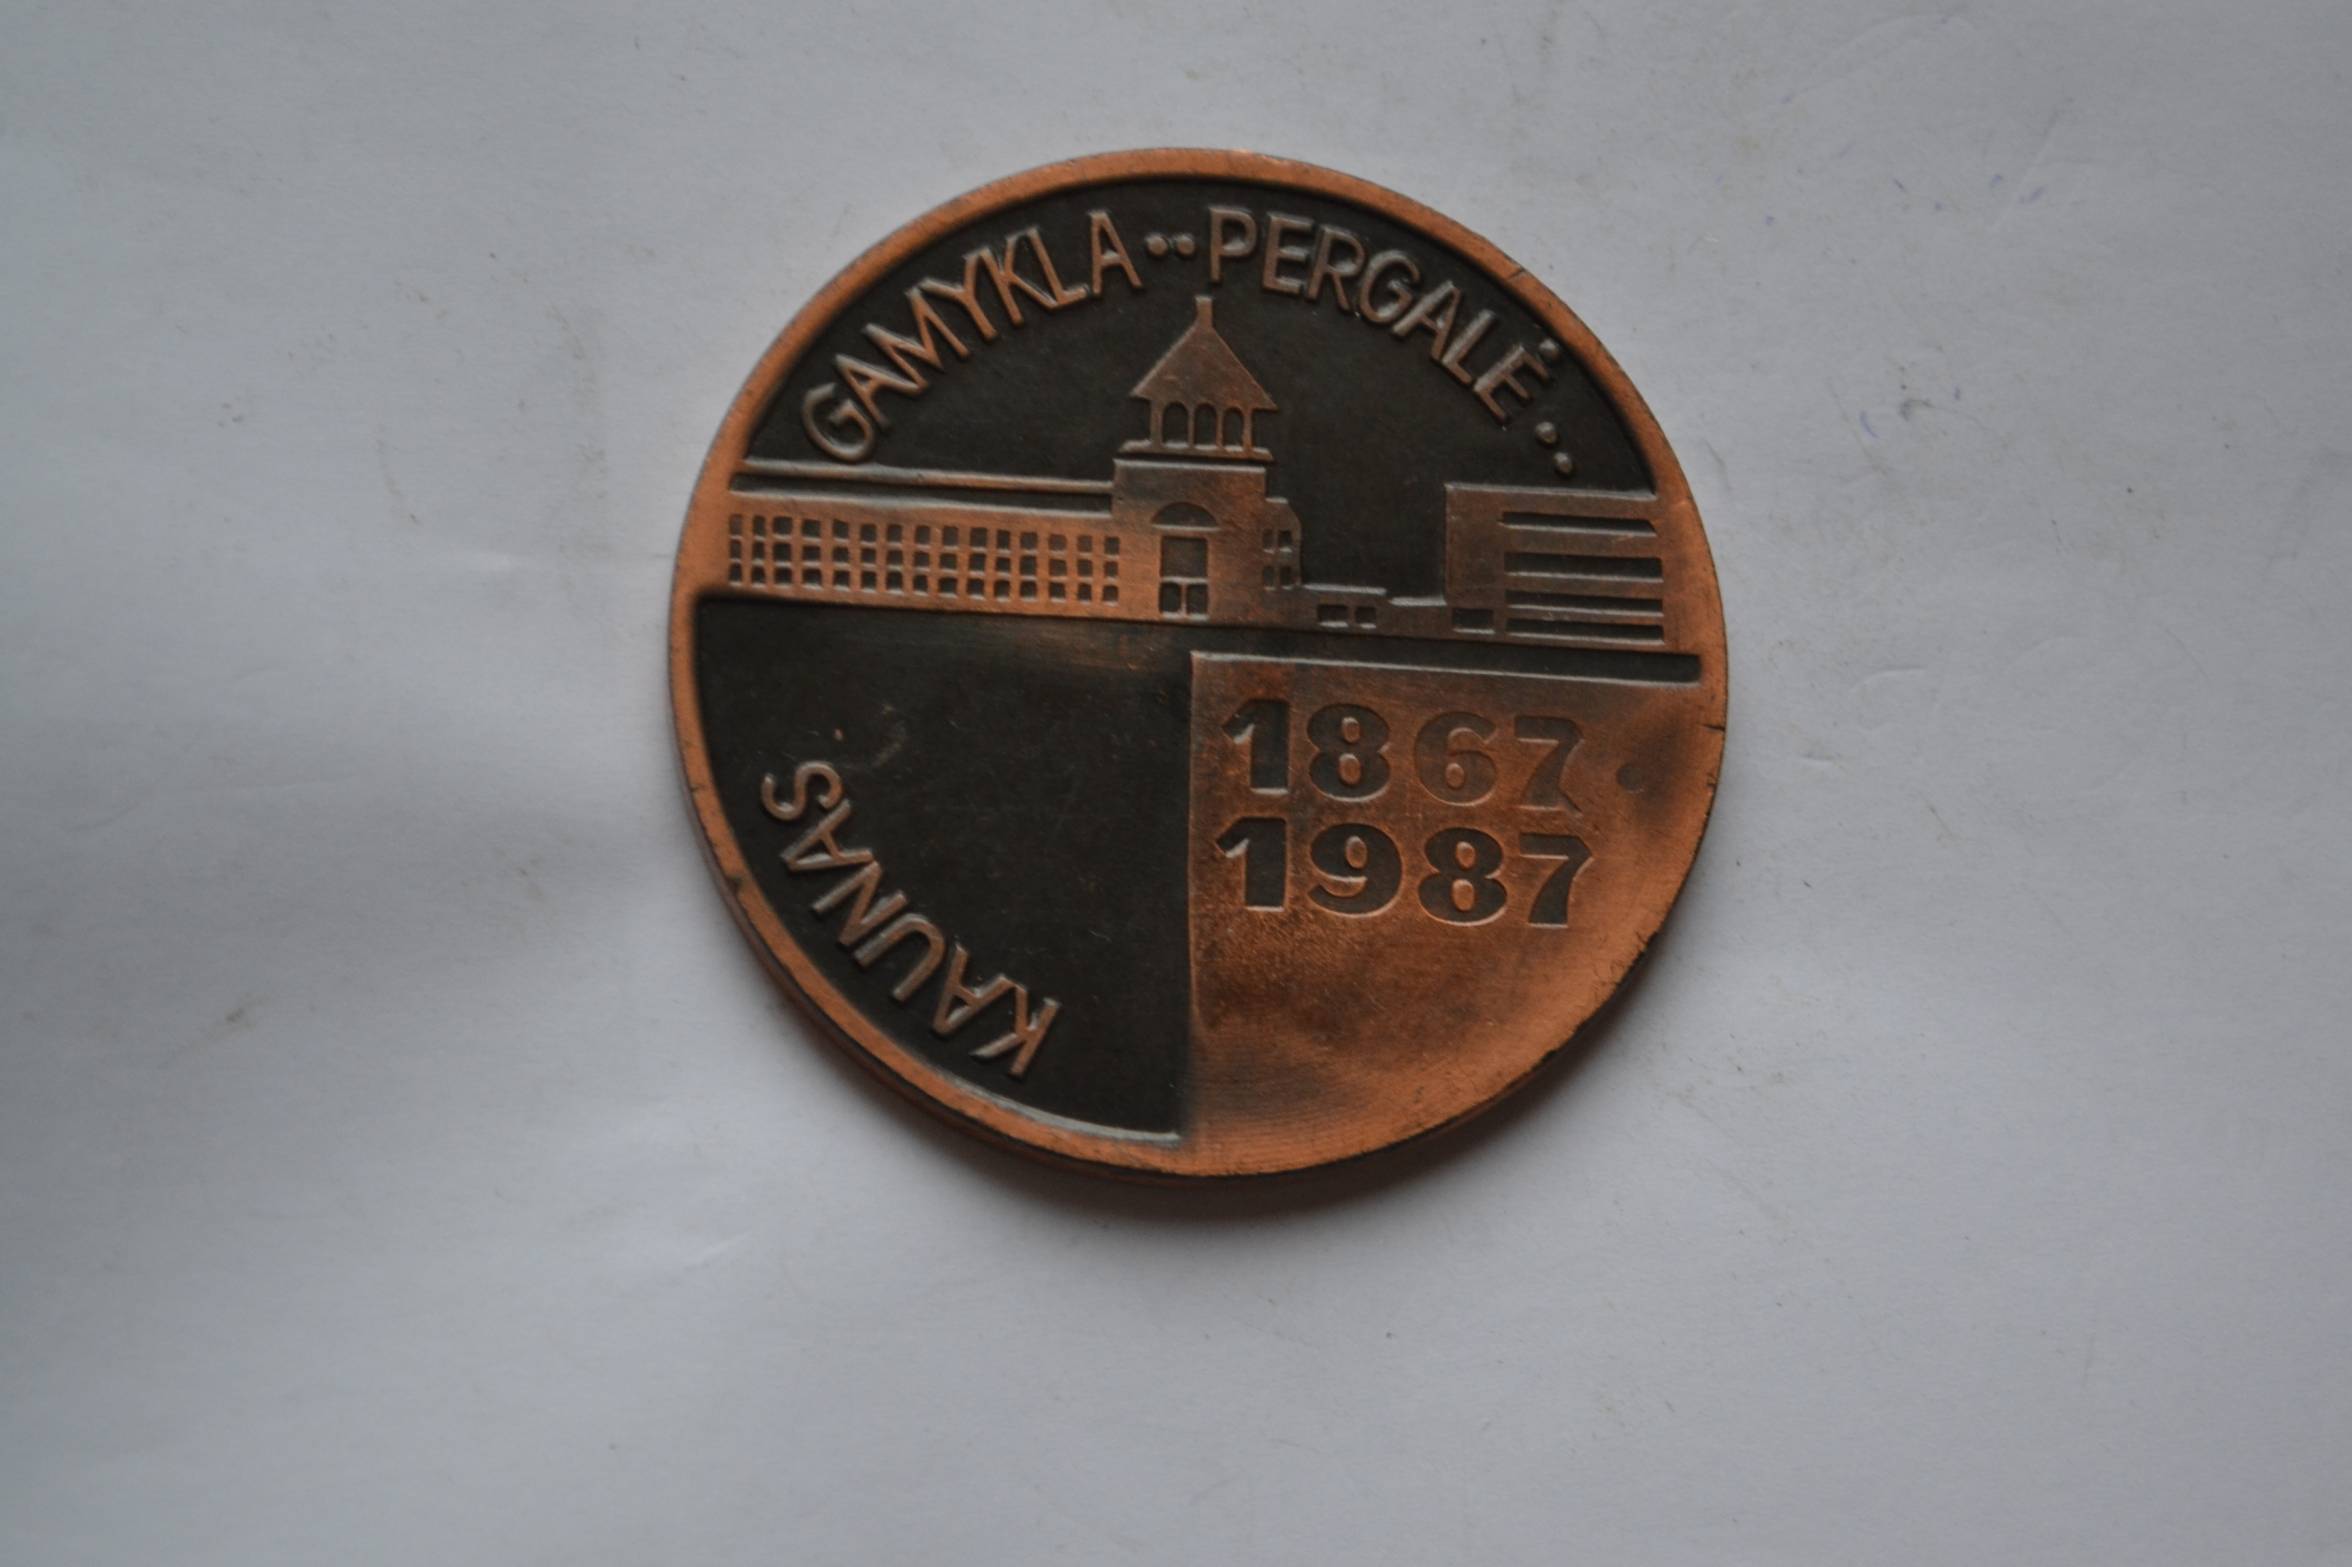 GAMYKLA ··PERGALĖ··
1867
1987
KAUNAS